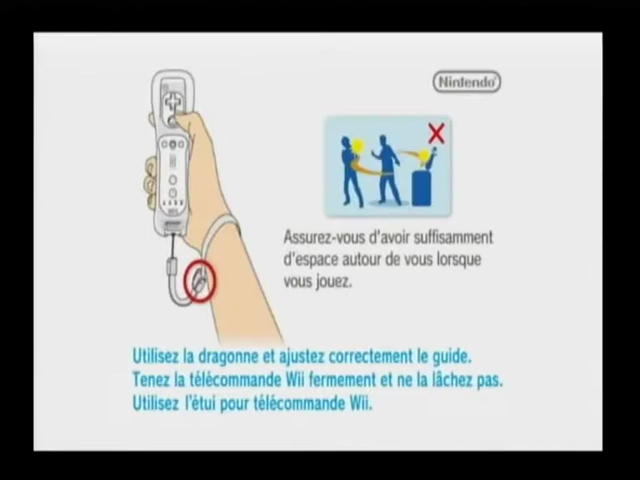 Nintendo
Assurez-vous d'avoir suffisamment
d'espace autour de vous lorsque
vous jouez.
Utilisez la dragonne et ajustez correctement le guide.
Tenez la télécommande Wii fermement et ne la lâchez pas.
Utilisez l'étui pour télécommande Wii.